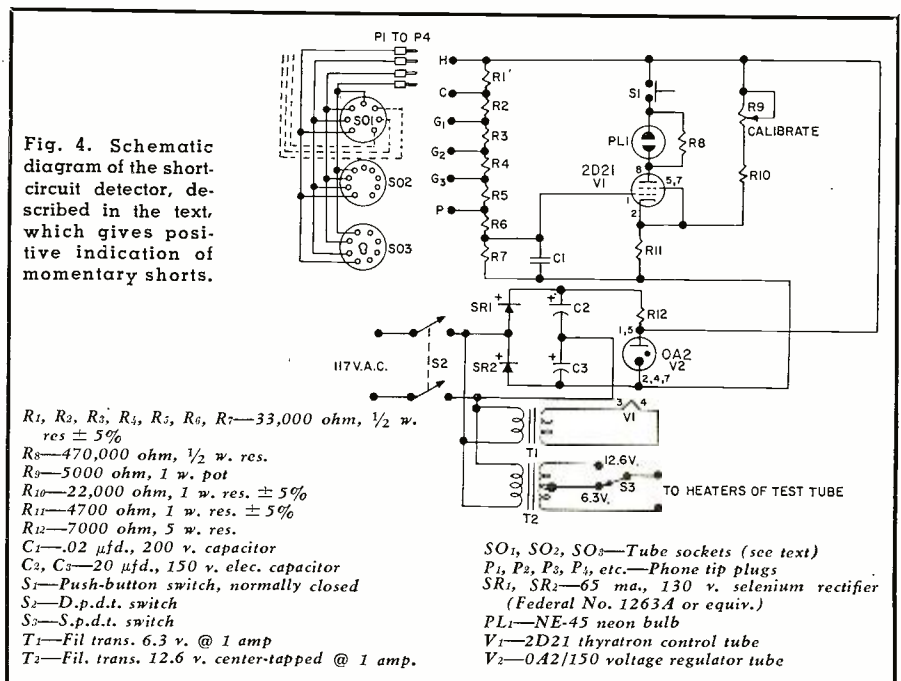 P1 TO P4
H
C
G1
G2
G3
P
R1
R2
R3
R4
R5
R6
R7
S1
PL1
R8
R9
CALIBRATE
R10
2D21
V1
8
5,7
1
2
R11
C1
SO1
SO2
SO3
Fig. 4. Schematic
diagram of the short-
circuit detector, de-
scribed in the text,
which gives posi-
tive indication of
momentary shorts.
SR1
+
C2
+
R12
SR2
+
C3
+
1,5
OA2
V2
2,4,7
117 V.A.C.
S2
3 4
V1
T1
12.6V.
6.3V.
S3
TO HEATERS OF TEST TUBE
T2
R1, R2, R3, R4, R5, R6, R7—33,000 ohm, ½ w.
res ± 5%
R8—470,000 ohm, ½ w. res.
R9—5000 ohm, 1 w. pot
R10—22,000 ohm, 1 w. res. ± 5%
R11—4700 ohm, 1 w. res. ± 5%
R12—7000 ohm, 5 w. res.
C1—.02 μfd., 200 v. capacitor
C2, C3—20 μfd., 150 v. elec. capacitor
S1—Push-button switch, normally closed
S2—D.p.d.t. switch
S3—S.p.d.t. switch
T1—Fil trans. 6.3 v. @ 1 amp
T2—Fil. trans. 12.6 v. center-tapped @ 1 amp.
SO1, SO2, SO3—Tube sockets (see text)
P1, P2, P3, P4, etc.—Phone tip plugs
SR1, SR2—65 ma., 130 v. selenium rectifier
(Federal No. 1263A or equiv.)
PL1—NE-45 neon bulb
V1—2D21 thyratron control tube
V2—0A2/150 voltage regulator tube